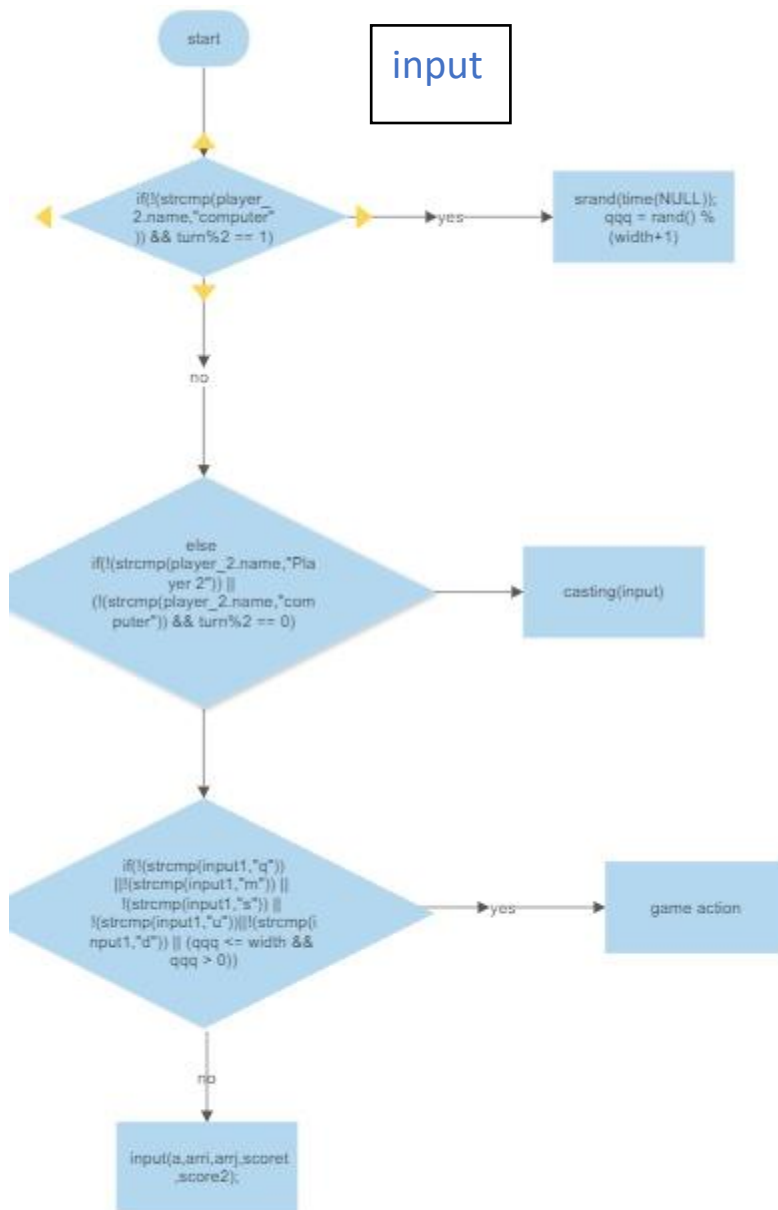 start
input
if(!(strcmp(player_
2.name,"computer"
)) && turn%2 == 1)
yes
srand(time(NULL));
qqq = rand() %
(width+1)
no
else
if(!(strcmp(player_2.name,"Pla
yer 2")) ||
(!(strcmp(player_2.name,"com
puter")) && turn%2 == 0)
casting(input)
if(!(strcmp(input1,"q"))
||!(strcmp(input1,"m")) ||
!(strcmp(input1,"s")) ||
!(strcmp(input1,"u"))||!(strcmp(i
nput1,"d")) || (qqq <= width &&
qqq > 0))
yes
game action
no
input(a,arri,arrj,scoret
,score2);